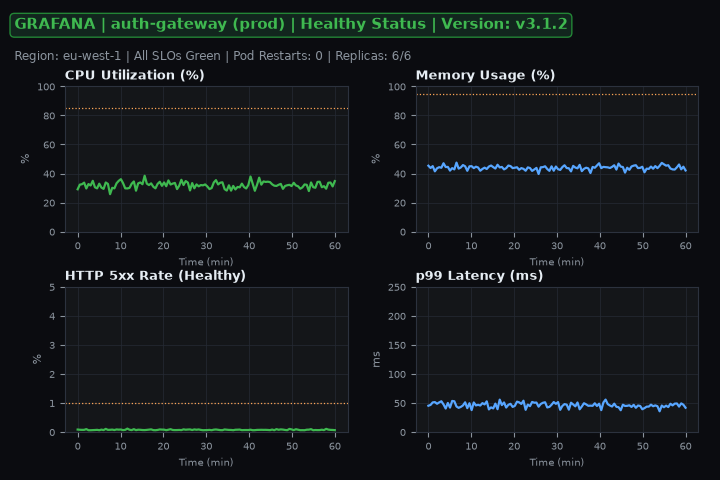 GRAFANA | auth-gateway (prod) | Healthy Status | Version: v3.1.2
Region: eu-west-1 | All SLOs Green | Pod Restarts: 0 | Replicas: 6/6
CPU Utilization (%)
100
80
60
40
20
0
%
0 10 20 30 40 50 60
Time (min)
Memory Usage (%)
100
80
60
40
20
0
%
0 10 20 30 40 50 60
Time (min)
HTTP 5xx Rate (Healthy)
5
4
3
2
1
0
%
0 10 20 30 40 50 60
Time (min)
p99 Latency (ms)
250
200
150
100
50
0
ms
0 10 20 30 40 50 60
Time (min)